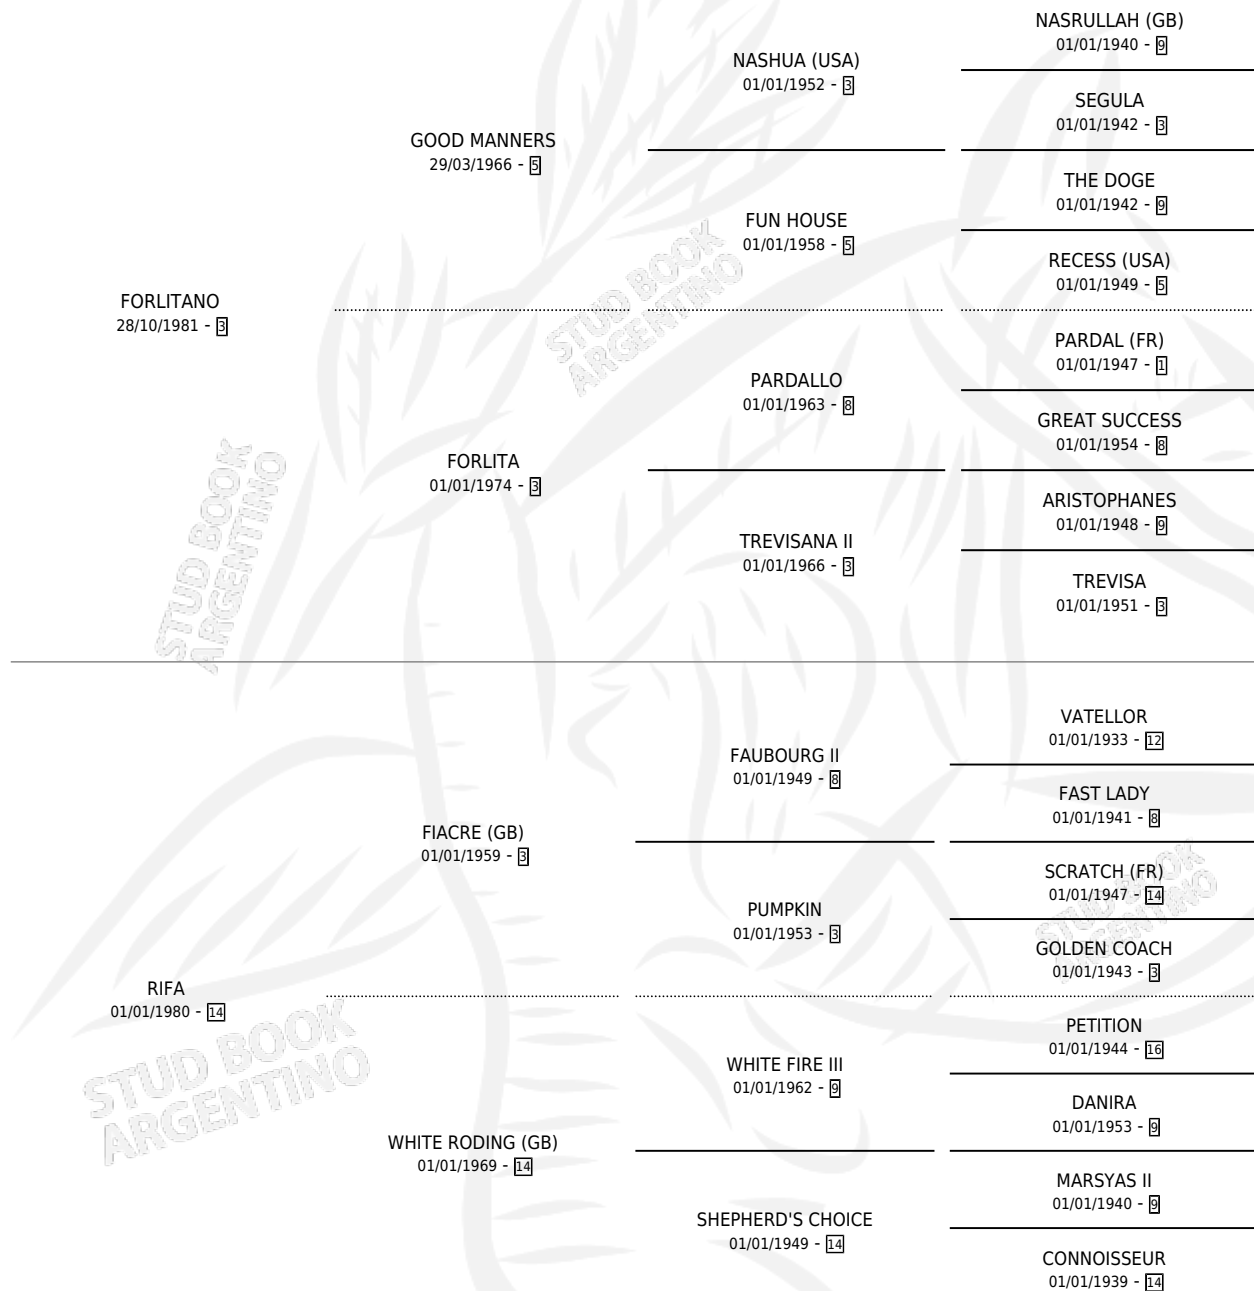 NASRULLAH (GB)
01/01/1940 - 9
NASHUA (USA)
01/01/1952 - 3
SEGULA
01/01/1942 - 3
GOOD MANNERS
29/03/1966 - 5
THE DOGE
01/01/1942 - 9
FUN HOUSE
01/01/1958 - 5
RECESS (USA)
01/01/1949 - 5
FORLITANO
28/10/1981 - 3
PARDAL (FR)
01/01/1947 - 1
PARDALLO
01/01/1963 - 8
GREAT SUCCESS
01/01/1954 - 8
FORLITA
01/01/1974 - 3
ARISTOPHANES
01/01/1948 - 9
TREVISANA II
01/01/1966 - 3
TREVISA
01/01/1951 - 3
VATELLOR
01/01/1933 - 12
FAUBOURG II
01/01/1949 - 8
FAST LADY
01/01/1941 - 8
FIACRE (GB)
01/01/1959 - 3
SCRATCH (FR)
01/01/1947 - 14
PUMPKIN
01/01/1953 - 3
GOLDEN COACH
01/01/1943 - 3
RIFA
01/01/1980 - 14
PETITION
01/01/1944 - 16
WHITE FIRE III
01/01/1962 - 9
DANIRA
01/01/1953 - 9
WHITE RODING (GB)
01/01/1969 - 14
MARSYAS II
01/01/1940 - 9
SHEPHERD'S CHOICE
01/01/1949 - 14
CONNOISSEUR
01/01/1939 - 14
STUD BOOK
ARGENTINO
STUD BOOK
ARGENTINO
STUD BOOK
ARGENTINO
STUD BOOK
ARGENTINO